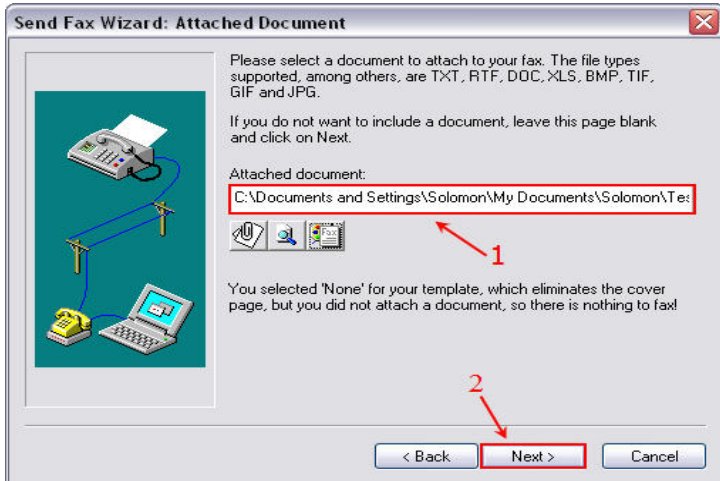 Send Fax Wizard: Attached Document
Please select a document to attach to your fax. The file types
supported, among others, are TXT, RTF, DOC, XLS, BMP, TIF,
GIF and JPG.
If you do not want to include a document, leave this page blank
and click on Next.
Attached document:
C:\Documents and Settings\Solomon\My Documents\Solomon\Tes
Fax
1
You selected 'None' for your template, which eliminates the cover
page, but you did not attach a document, so there is nothing to fax!
2
< Back Next > Cancel